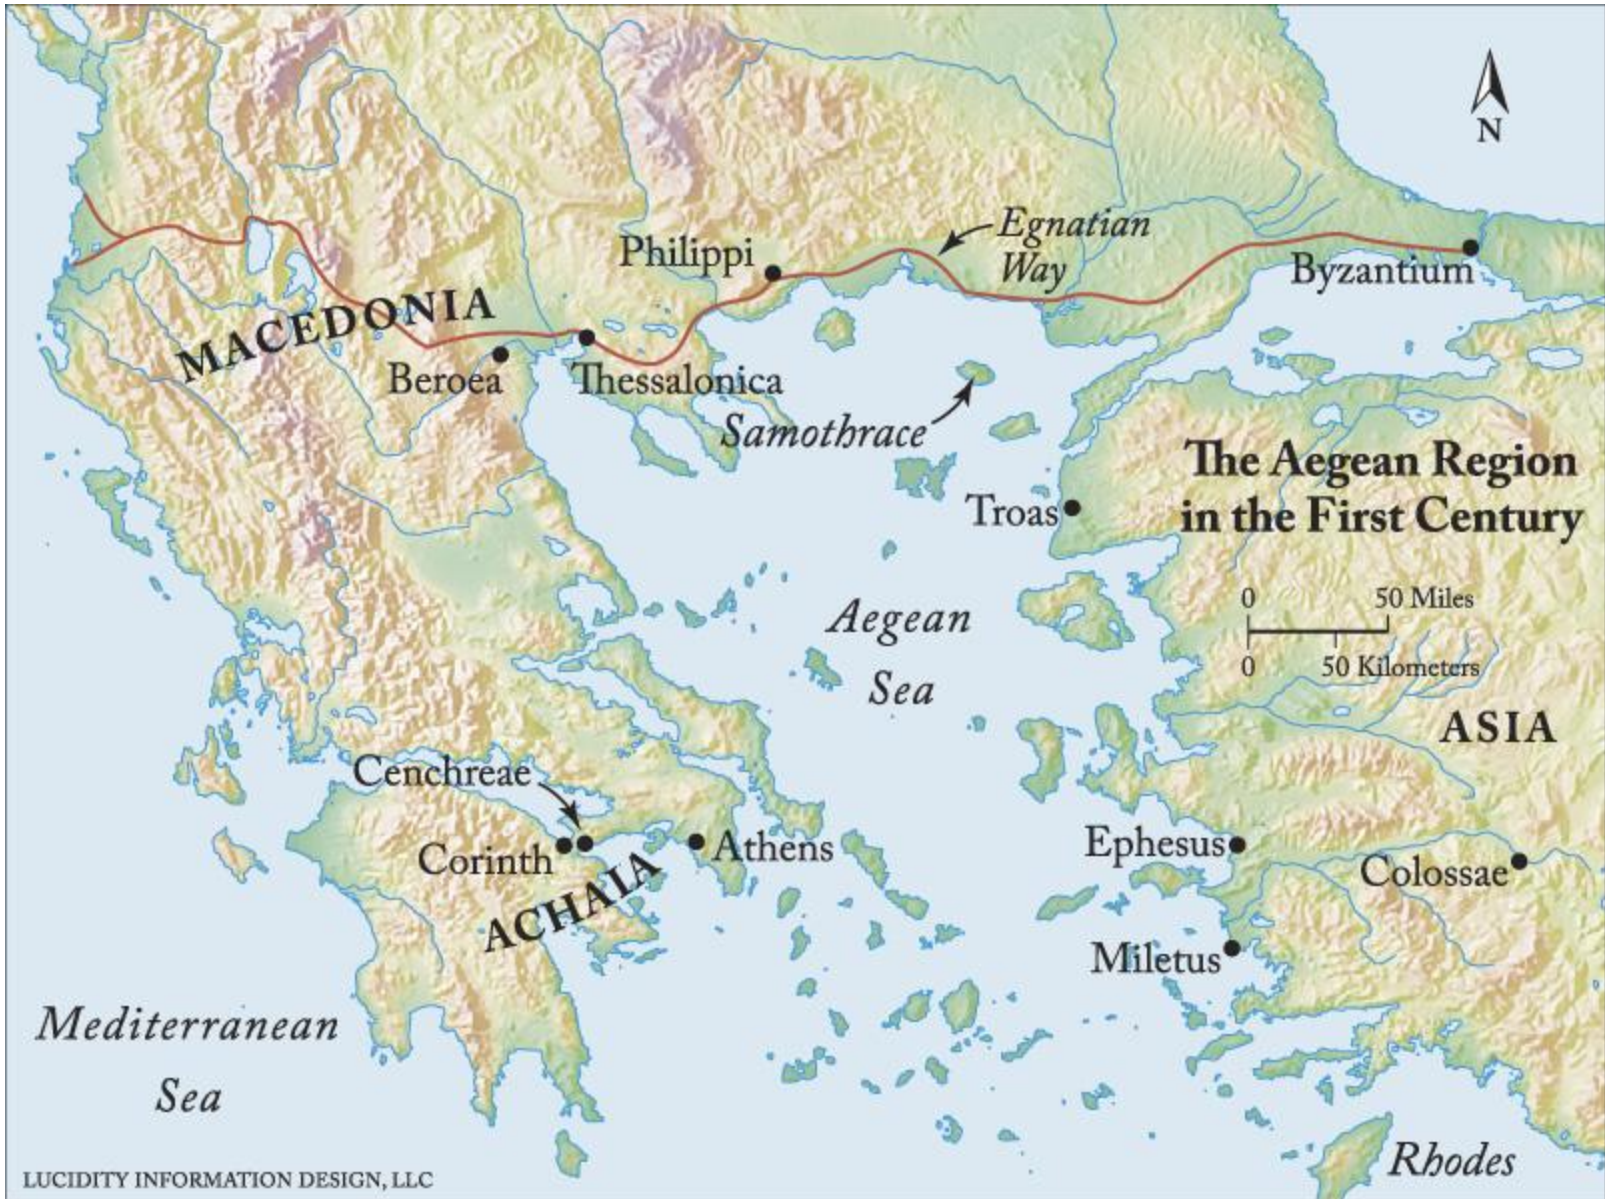 N
Egnatian
Way
Philippi
Byzantium
MACEDONIA
Beroea
Thessalonica
Samothrace
The Aegean Region
in the First Century
Troas
0 50 Miles
0 50 Kilometers
Aegean
Sea
ASIA
Cenchreae
Corinth
Athens
ACHAIA
Ephesus
Colossae
Miletus
Mediterranean
Sea
Rhodes
LUCIDITY INFORMATION DESIGN, LLC